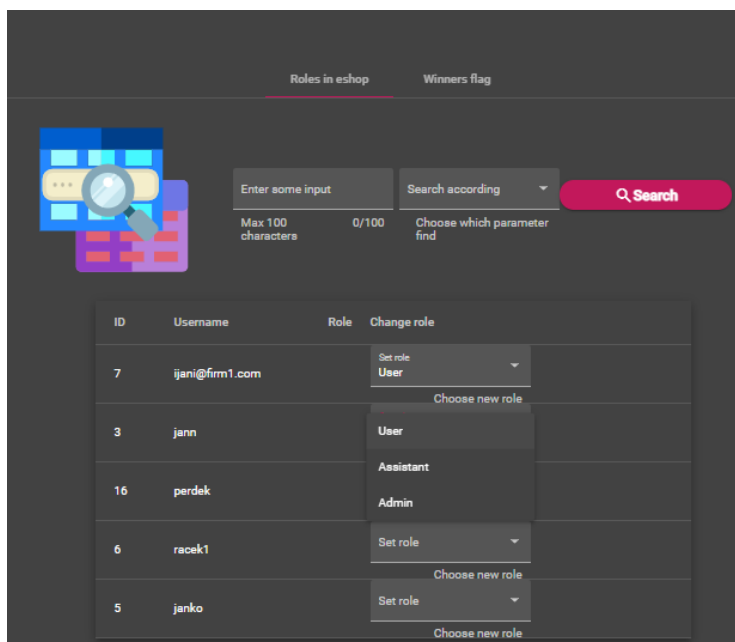 Roles in eshop Winners flag
Enter some input Search according Search
Max 100 characters 0/100 Choose which parameter find
ID Username Role Change role
Set role
7 ijani@firm1.com User
Choose new role
3 jann User
Assistant
16 perdek
Admin
6 racek1 Set role
Choose new role
5 janko Set role
Choose new role